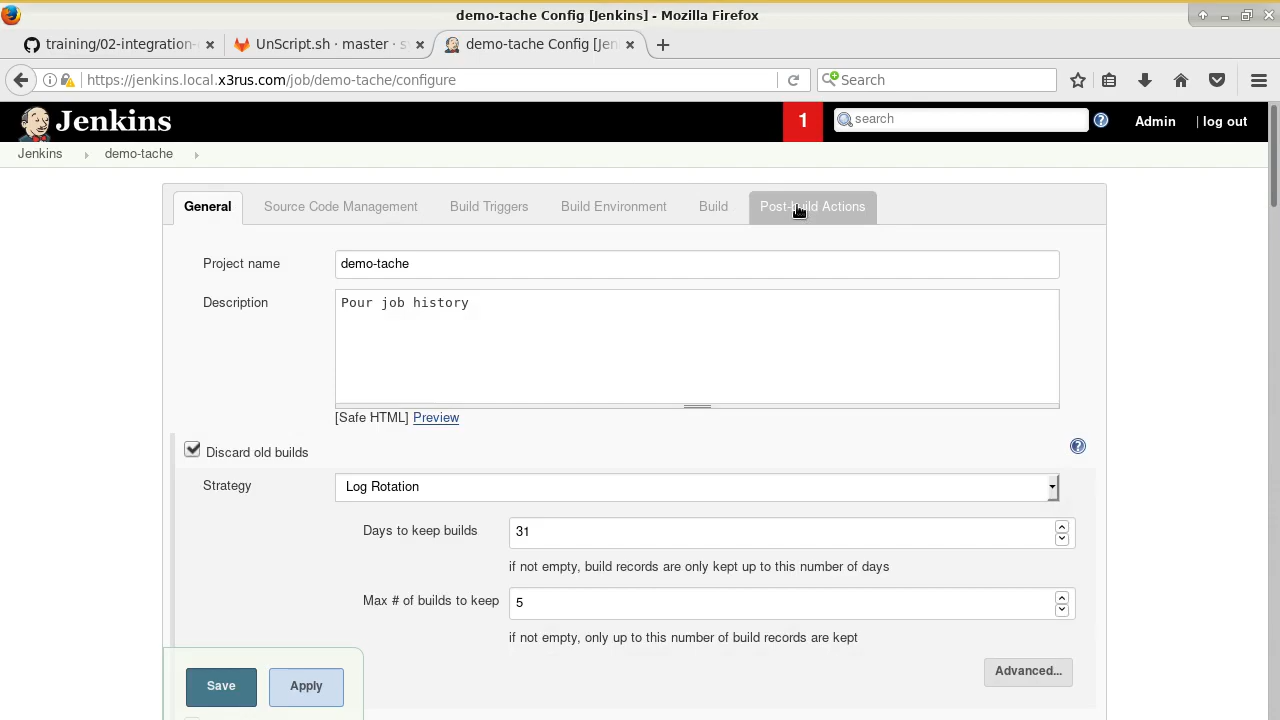 demo-tache Config [Jenkins] - Mozilla Firefox
training/02-integration-
UnScript.sh · master · s
demo-tache Config [Jen
https://jenkins.local.x3rus.com/job/demo-tache/configure
Search
Jenkins
1
search
Admin
| log out
Jenkins
demo-tache
General
Source Code Management
Build Triggers
Build Environment
Build
Post-build Actions
Project name
demo-tache
Description
Pour job history
[Safe HTML] Preview
Discard old builds
Strategy
Log Rotation
Days to keep builds
31
if not empty, build records are only kept up to this number of days
Max # of builds to keep
5
if not empty, only up to this number of build records are kept
Advanced...
Save
Apply